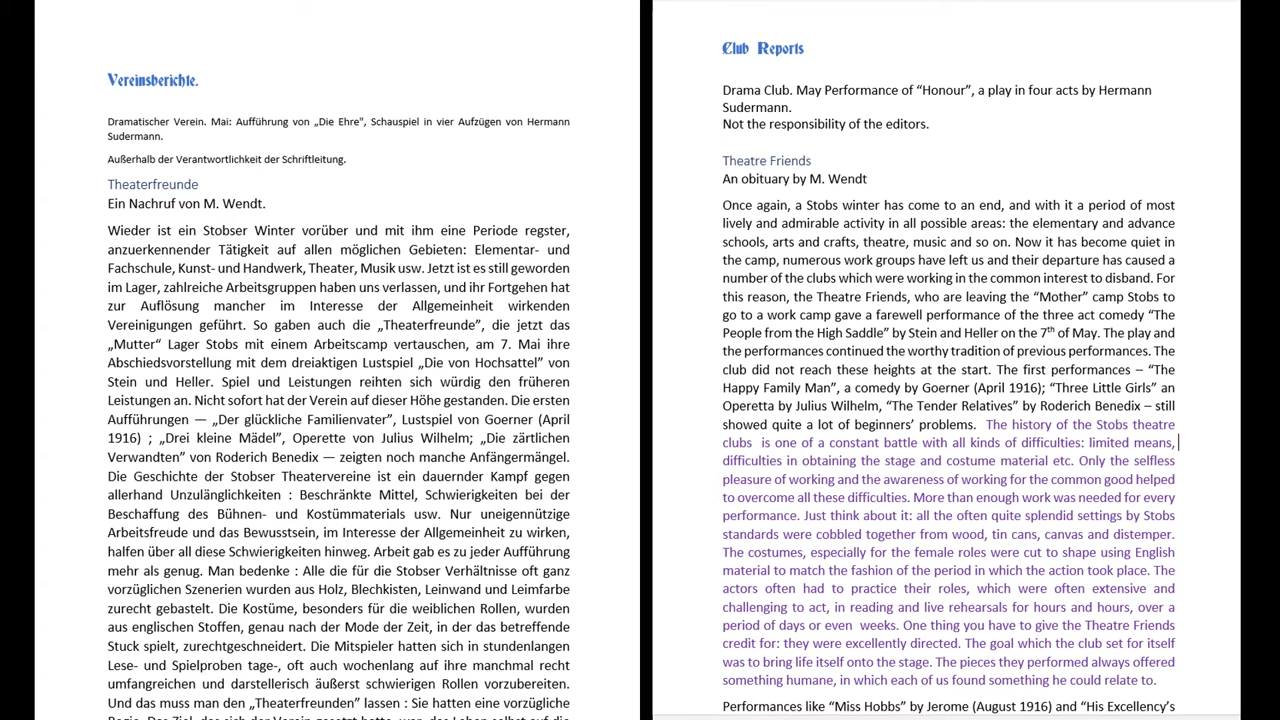 Vereinsberichte.
Dramatischer Verein. Mai: Aufführung von „Die Ehre", Schauspiel in vier Aufzügen von Hermann
Sudermann.
Außerhalb der Verantwortlichkeit der Schriftleitung.
Theaterfreunde
Ein Nachruf von M. Wendt.
Wieder ist ein Stobser Winter vorüber und mit ihm eine Periode regster,
anzuerkennender Tätigkeit auf allen möglichen Gebieten: Elementar- und
Fachschule, Kunst- und Handwerk, Theater, Musik usw. Jetzt ist es still geworden
im Lager, zahlreiche Arbeitsgruppen haben uns verlassen, und ihr Fortgehen hat
zur Auflösung mancher im Interesse der Allgemeinheit wirkenden
Vereinigungen geführt. So gaben auch die „Theaterfreunde”, die jetzt das
„Mutter“ Lager Stobs mit einem Arbeitscamp vertauschen, am 7. Mai ihre
Abschiedsvorstellung mit dem dreiaktigen Lustspiel „Die von Hochsattel” von
Stein und Heller. Spiel und Leistungen reihten sich würdig den früheren
Leistungen an. Nicht sofort hat der Verein auf dieser Höhe gestanden. Die ersten
Aufführungen — „Der glückliche Familienvater”, Lustspiel von Goerner (April
1916) ; „Drei kleine Mädel”, Operette von Julius Wilhelm; „Die zärtlichen
Verwandten” von Roderich Benedix — zeigten noch manche Anfängermängel.
Die Geschichte der Stobser Theatervereine ist ein dauernder Kampf gegen
allerhand Unzulänglichkeiten : Beschränkte Mittel, Schwierigkeiten bei der
Beschaffung des Bühnen- und Kostümmaterials usw. Nur uneigennützige
Arbeitsfreude und das Bewusstsein, im Interesse der Allgemeinheit zu wirken,
halfen über all diese Schwierigkeiten hinweg. Arbeit gab es zu jeder Aufführung
mehr als genug. Man bedenke : Alle die für die Stobser Verhältnisse oft ganz
vorzüglichen Szenerien wurden aus Holz, Blechkisten, Leinwand und Leimfarbe
zurecht gebastelt. Die Kostüme, besonders für die weiblichen Rollen, wurden
aus englischen Stoffen, genau nach der Mode der Zeit, in der das betreffende
Stuck spielt, zurechtgeschneidert. Die Mitspieler hatten sich in stundenlangen
Lese- und Spielproben tage-, oft auch wochenlang auf ihre manchmal recht
umfangreichen und darstellerisch äußerst schwierigen Rollen vorzubereiten.
Und das muss man den „Theaterfreunden” lassen : Sie hatten eine vorzügliche
Regie. Das Ziel, das sich der Verein gesetzt hatte, war, das Leben selbst auf die
Club Reports
Drama Club. May Performance of “Honour”, a play in four acts by Hermann
Sudermann.
Not the responsibility of the editors.
Theatre Friends
An obituary by M. Wendt
Once again, a Stobs winter has come to an end, and with it a period of most
lively and admirable activity in all possible areas: the elementary and advance
schools, arts and crafts, theatre, music and so on. Now it has become quiet in
the camp, numerous work groups have left us and their departure has caused a
number of the clubs which were working in the common interest to disband. For
this reason, the Theatre Friends, who are leaving the “Mother” camp Stobs to
go to a work camp gave a farewell performance of the three act comedy “The
People from the High Saddle” by Stein and Heller on the 7th of May. The play and
the performances continued the worthy tradition of previous performances. The
club did not reach these heights at the start. The first performances – “The
Happy Family Man”, a comedy by Goerner (April 1916); “Three Little Girls” an
Operetta by Julius Wilhelm, “The Tender Relatives” by Roderich Benedix – still
showed quite a lot of beginners’ problems. The history of the Stobs theatre
clubs is one of a constant battle with all kinds of difficulties: limited means,
difficulties in obtaining the stage and costume material etc. Only the selfless
pleasure of working and the awareness of working for the common good helped
to overcome all these difficulties. More than enough work was needed for every
performance. Just think about it: all the often quite splendid settings by Stobs
standards were cobbled together from wood, tin cans, canvas and distemper.
The costumes, especially for the female roles were cut to shape using English
material to match the fashion of the period in which the action took place. The
actors often had to practice their roles, which were often extensive and
challenging to act, in reading and live rehearsals for hours and hours, over a
period of days or even weeks. One thing you have to give the Theatre Friends
credit for: they were excellently directed. The goal which the club set for itself
was to bring life itself onto the stage. The pieces they performed always offered
something humane, in which each of us found something he could relate to.
Performances like “Miss Hobbs” by Jerome (August 1916) and “His Excellency’s